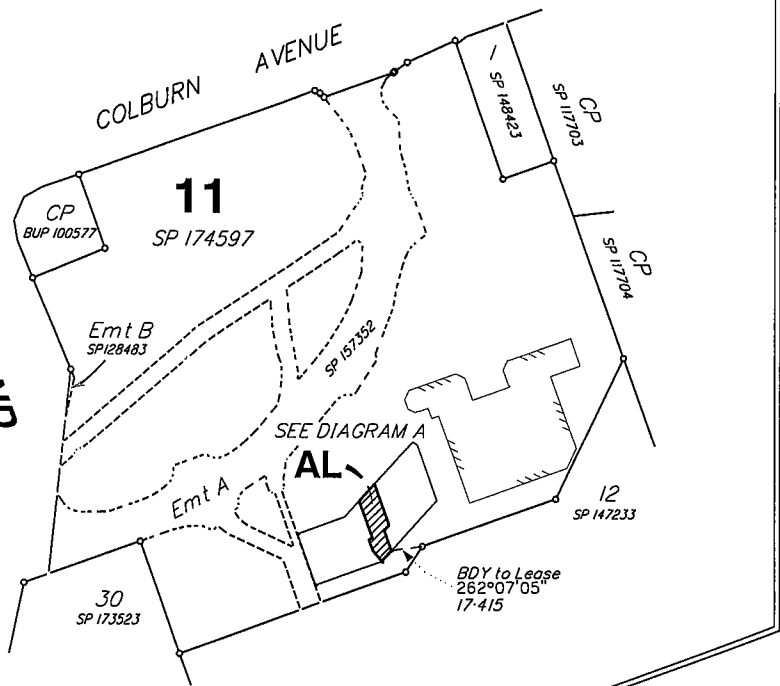 COLBURN AVENUE
1
SP 148423
CP
SP 117703
11
SP 174597
CP
BUP 100577
CP
SP 117704
Emt B
SP128483
SP 157352
SEE DIAGRAM A
AL
Emt A
12
SP 147233
BDY to Lease
262°07'05"
17·415
30
SP 173523